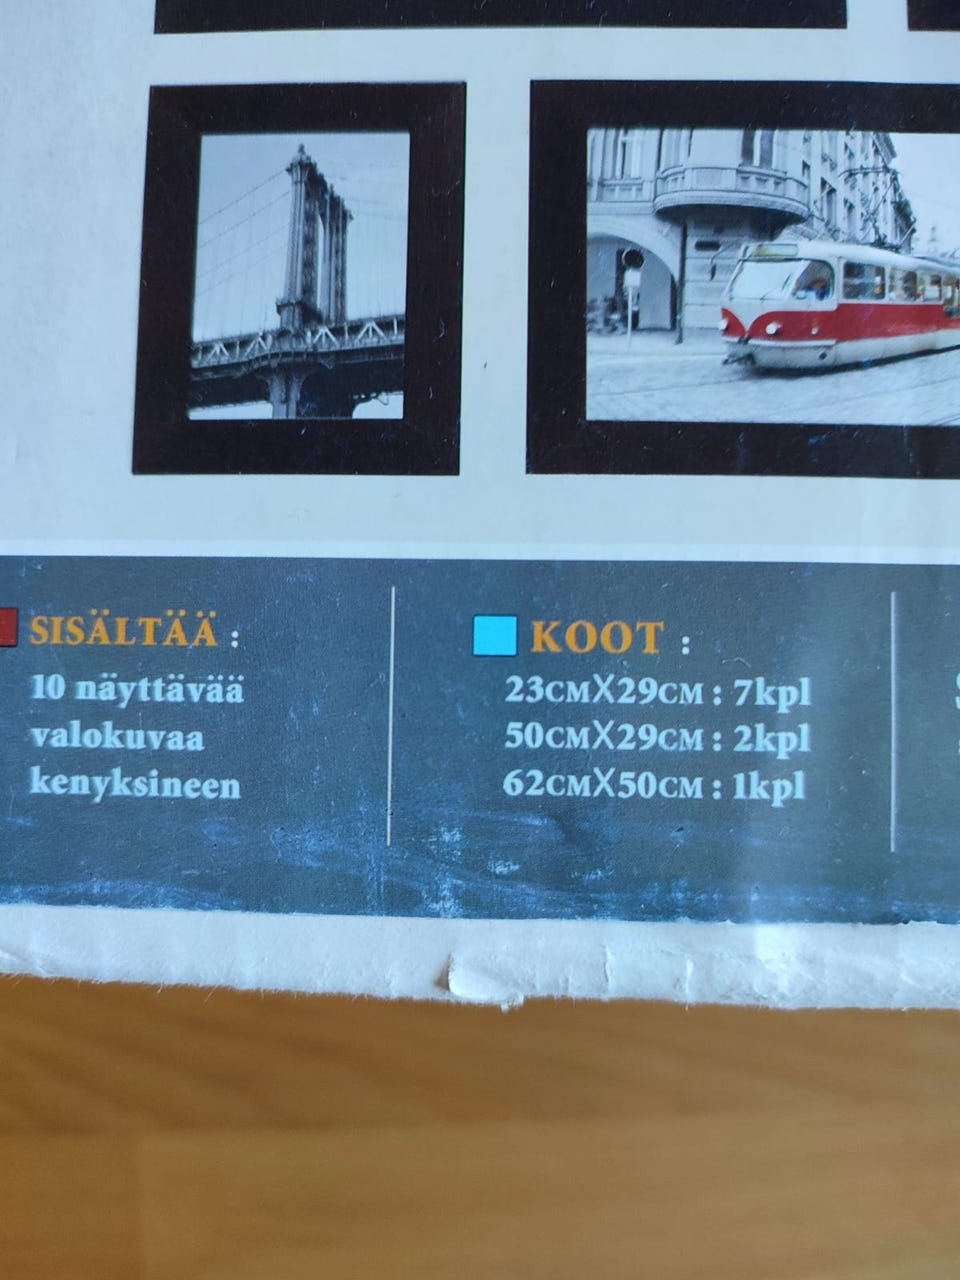 SISÄLTÄÄ :
10 näyttävää
valokuvaa
kenyksineen
KOOT :
23CMX29CM : 7kpl
50CMX29CM : 2kpl
62CMX50CM : 1kpl